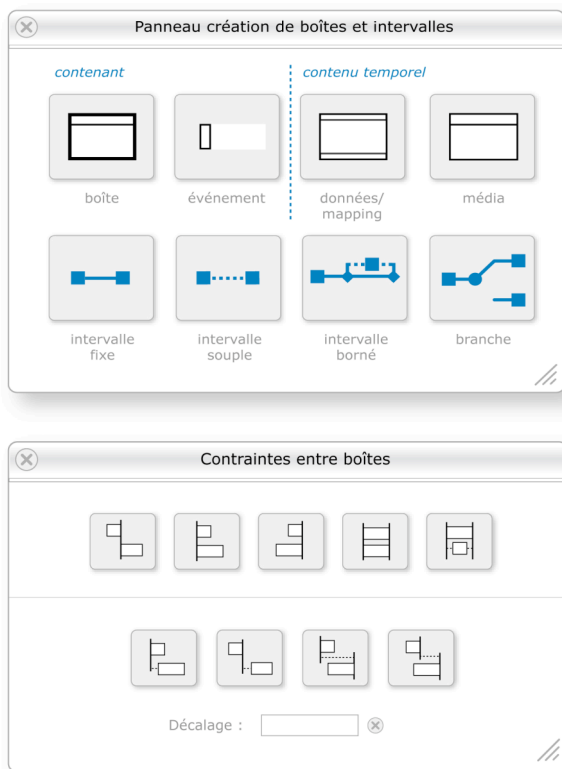 Panneau création de boîtes et intervalles
contenant
contenu temporel
boîte
événement
données/
mapping
média
intervalle
fixe
intervalle
souple
intervalle
borné
branche
Contraintes entre boîtes
Décalage :